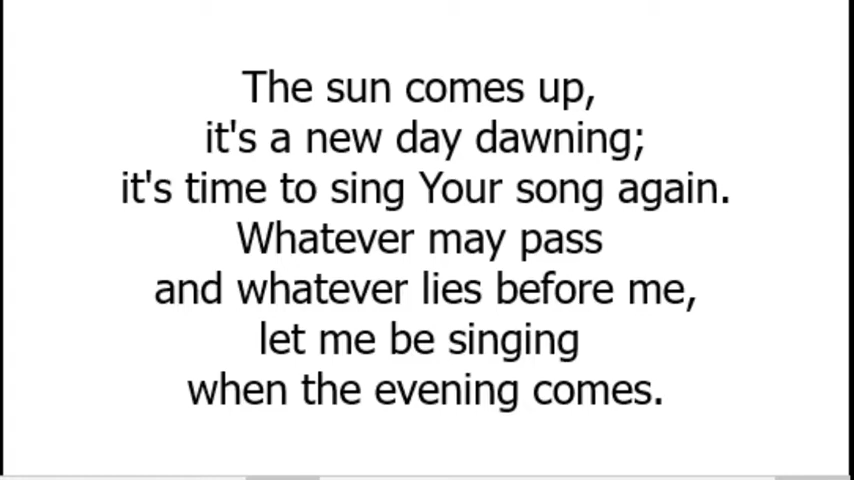 The sun comes up,
it's a new day dawning;
it's time to sing Your song again.
Whatever may pass
and whatever lies before me,
let me be singing
when the evening comes.